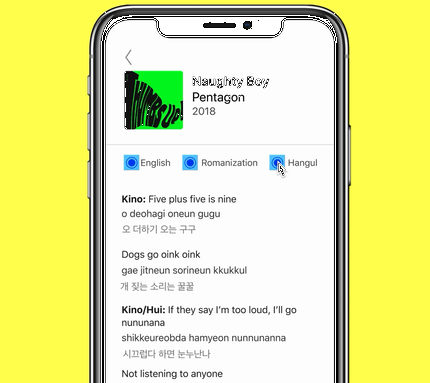 THUMBS UP!
Naughty Boy
Pentagon
2018
English
Romanization
Hangul
Kino: Five plus five is nine
o deohagi oneun gugu
오 더하기 오는 구구
Dogs go oink oink
gae jitneun sorineun kkukkul
개 짖는 소리는 꿀꿀
Kino/Hui: If they say I'm too loud, I'll go
nununana
shikkeureobda hamyeon nunnunanna
시끄럽다 하면 눈누난나
Not listening to anyone